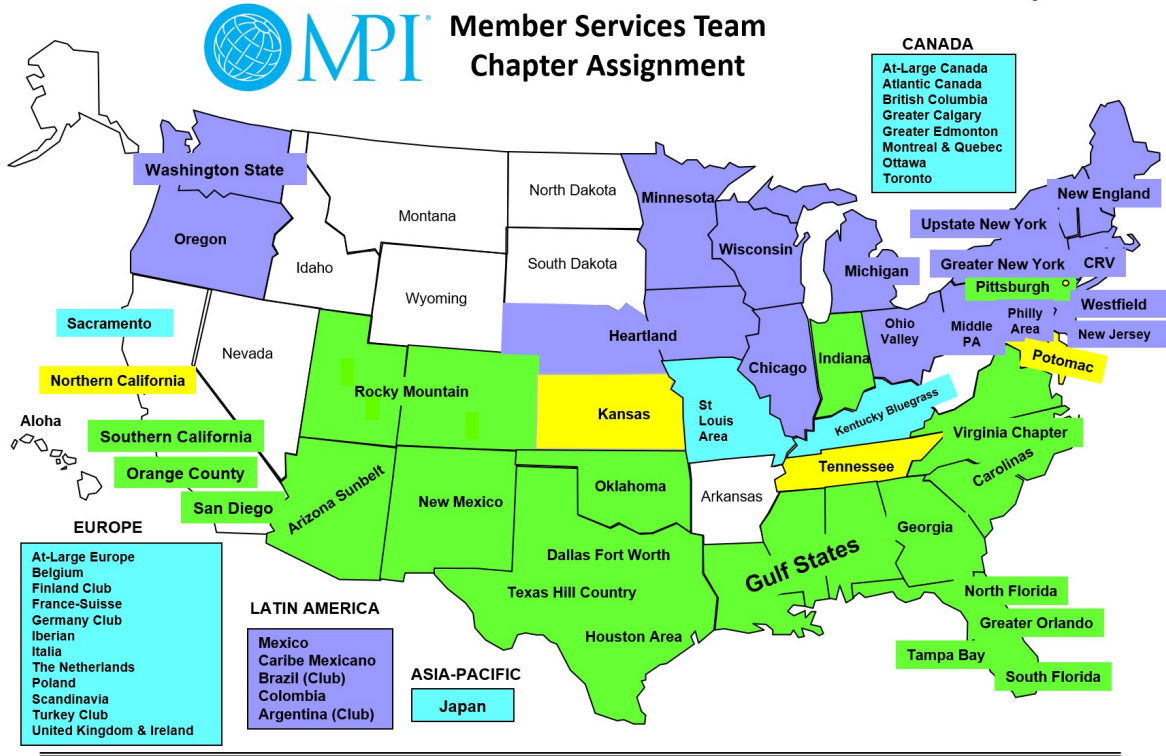 MPI
Member Services Team
Chapter Assignment
CANADA
At-Large Canada
Atlantic Canada
British Columbia
Greater Calgary
Greater Edmonton
Montreal & Quebec
Ottawa
Toronto
Washington State
Oregon
Montana
Idaho
Wyoming
North Dakota
South Dakota
Minnesota
Wisconsin
Michigan
New England
Upstate New York
Greater New York
CRV
Pittsburgh
Westfield
New Jersey
Philly
Area
Middle
PA
Ohio
Valley
Potomac
Sacramento
Nevada
Northern California
Rocky Mountain
Heartland
Kansas
Chicago
Indiana
St
Louis
Area
Kentucky Bluegrass
Aloha
Southern California
Orange County
San Diego
Arizona Sunbelt
New Mexico
Oklahoma
Arkansas
Tennessee
Virginia Chapter
Carolinas
Georgia
Gulf States
Dallas Fort Worth
Texas Hill Country
Houston Area
North Florida
Greater Orlando
Tampa Bay
South Florida
EUROPE
At-Large Europe
Belgium
Finland Club
France-Suisse
Germany Club
Iberian
Italia
The Netherlands
Poland
Scandinavia
Turkey Club
United Kingdom & Ireland
LATIN AMERICA
Mexico
Caribe Mexicano
Brazil (Club)
Colombia
Argentina (Club)
ASIA-PACIFIC
Japan